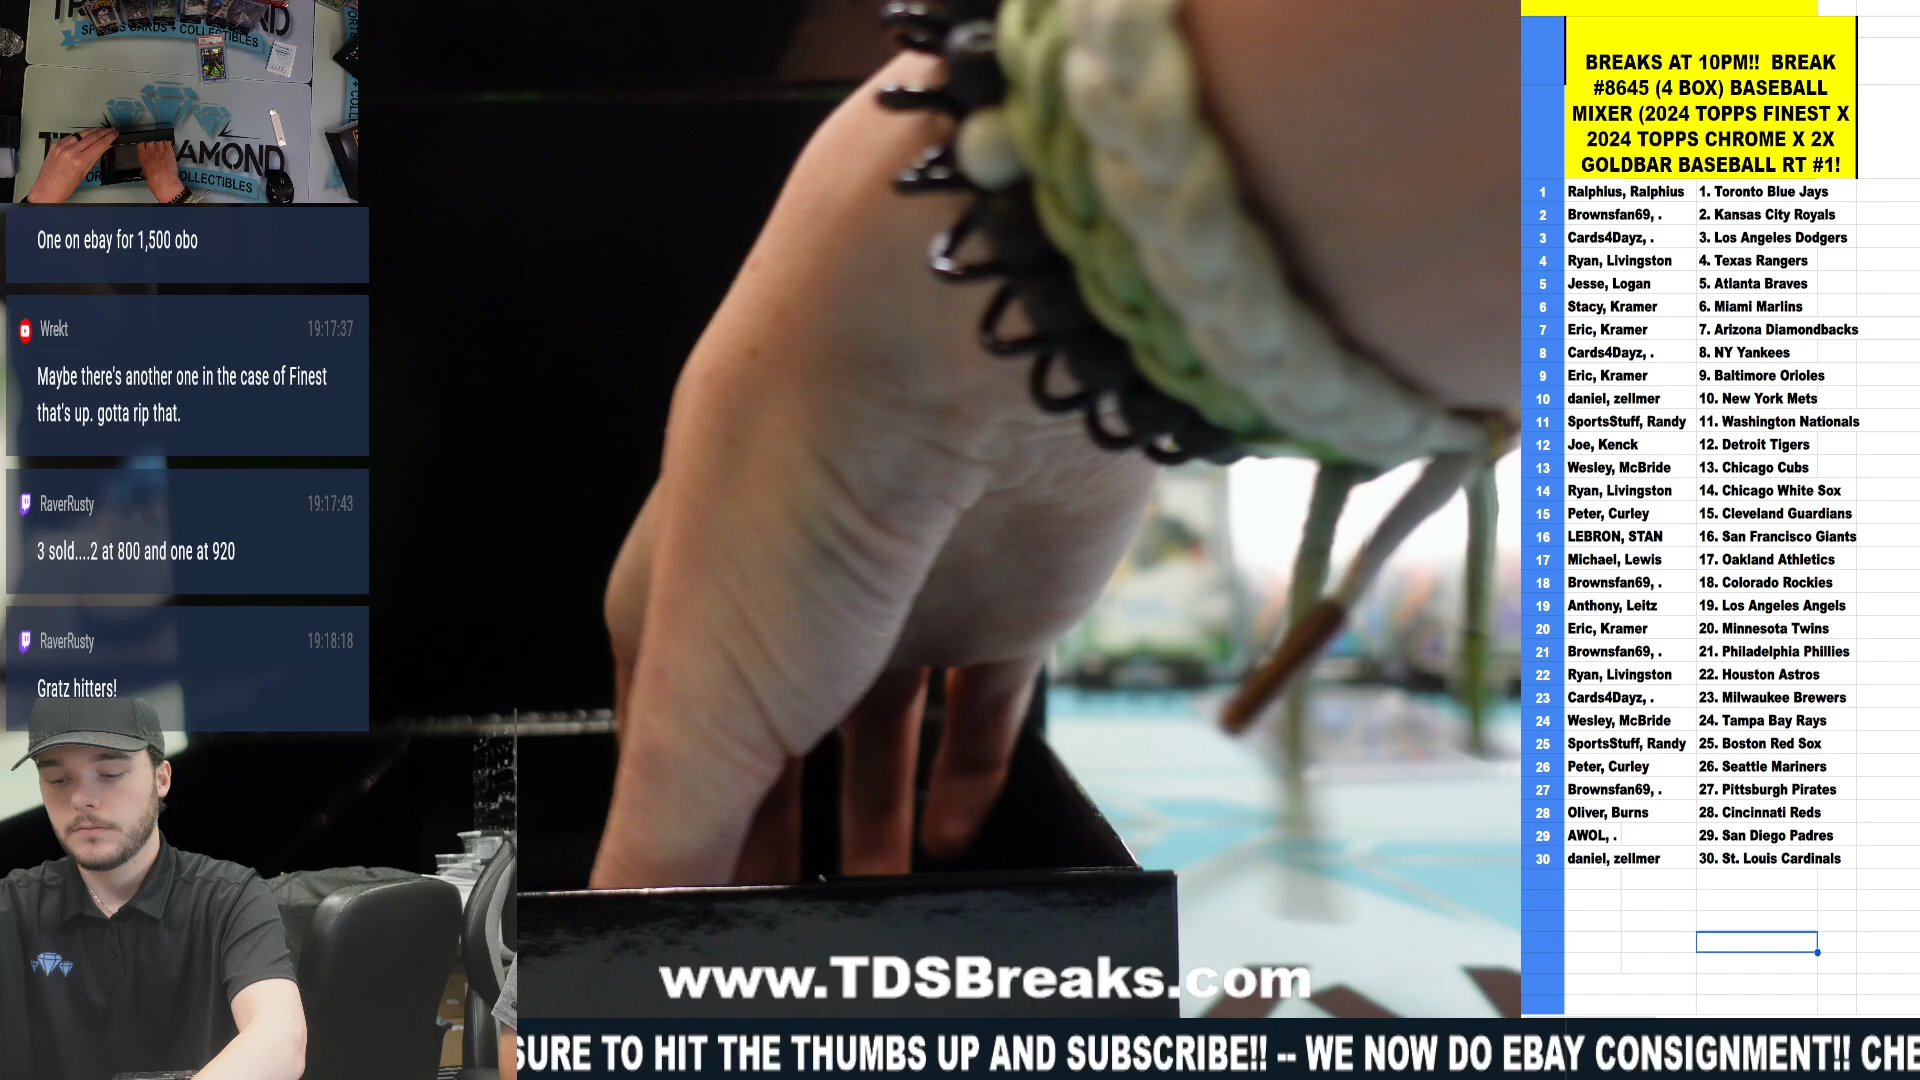 SPORTS CARDS + COLLECTIBLES
AMOND
COLLECTIBLES
One on ebay for 1,500 obo
Wrekt 19:17:37
Maybe there's another one in the case of Finest
that's up. gotta rip that.
RaverRusty 19:17:43
3 sold....2 at 800 and one at 920
RaverRusty 19:18:18
Gratz hitters!
www.TDSBreaks.com
SURE TO HIT THE THUMBS UP AND SUBSCRIBE!! -- WE NOW DO EBAY CONSIGNMENT!! CHE
BREAKS AT 10PM!! BREAK
#8645 (4 BOX) BASEBALL
MIXER (2024 TOPPS FINEST X
2024 TOPPS CHROME X 2X
GOLDBAR BASEBALL RT #1!
1 Ralphius, Ralphius 1. Toronto Blue Jays
2 Brownsfan69, . 2. Kansas City Royals
3 Cards4Dayz, . 3. Los Angeles Dodgers
4 Ryan, Livingston 4. Texas Rangers
5 Jesse, Logan 5. Atlanta Braves
6 Stacy, Kramer 6. Miami Marlins
7 Eric, Kramer 7. Arizona Diamondbacks
8 Cards4Dayz, . 8. NY Yankees
9 Eric, Kramer 9. Baltimore Orioles
10 daniel, zellmer 10. New York Mets
11 SportsStuff, Randy 11. Washington Nationals
12 Joe, Kenck 12. Detroit Tigers
13 Wesley, McBride 13. Chicago Cubs
14 Ryan, Livingston 14. Chicago White Sox
15 Peter, Curley 15. Cleveland Guardians
16 LEBRON, STAN 16. San Francisco Giants
17 Michael, Lewis 17. Oakland Athletics
18 Brownsfan69, . 18. Colorado Rockies
19 Anthony, Leitz 19. Los Angeles Angels
20 Eric, Kramer 20. Minnesota Twins
21 Brownsfan69, . 21. Philadelphia Phillies
22 Ryan, Livingston 22. Houston Astros
23 Cards4Dayz, . 23. Milwaukee Brewers
24 Wesley, McBride 24. Tampa Bay Rays
25 SportsStuff, Randy 25. Boston Red Sox
26 Peter, Curley 26. Seattle Mariners
27 Brownsfan69, . 27. Pittsburgh Pirates
28 Oliver, Burns 28. Cincinnati Reds
29 AWOL, . 29. San Diego Padres
30 daniel, zellmer 30. St. Louis Cardinals